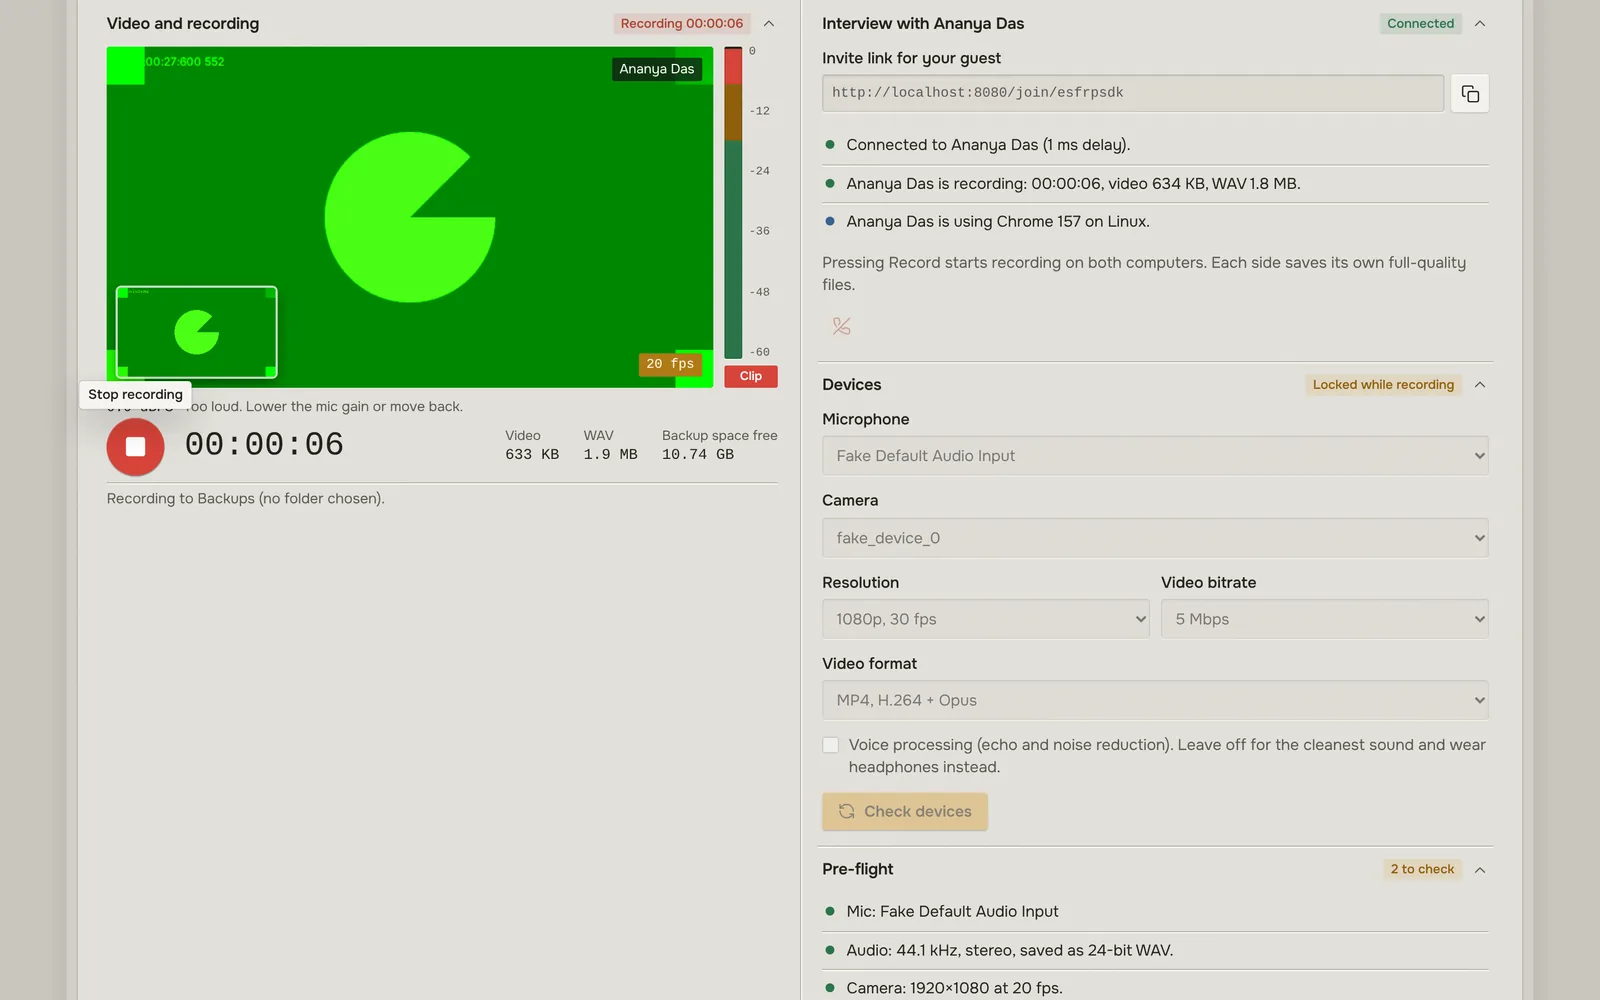 Video and recording
Recording 00:00:06
00:27:600 552
Ananya Das
0
-12
-24
-36
-48
-60
20 fps
Clip
Stop recording
Too loud. Lower the mic gain or move back.
00:00:06
Video
633 KB
WAV
1.9 MB
Backup space free
10.74 GB
Recording to Backups (no folder chosen).
Interview with Ananya Das
Connected
Invite link for your guest
http://localhost:8080/join/esfrpsdk
Connected to Ananya Das (1 ms delay).
Ananya Das is recording: 00:00:06, video 634 KB, WAV 1.8 MB.
Ananya Das is using Chrome 157 on Linux.
Pressing Record starts recording on both computers. Each side saves its own full-quality
files.
Devices
Locked while recording
Microphone
Fake Default Audio Input
Camera
fake_device_0
Resolution
Video bitrate
1080p, 30 fps
5 Mbps
Video format
MP4, H.264 + Opus
Voice processing (echo and noise reduction). Leave off for the cleanest sound and wear
headphones instead.
Check devices
Pre-flight
2 to check
Mic: Fake Default Audio Input
Audio: 44.1 kHz, stereo, saved as 24-bit WAV.
Camera: 1920×1080 at 20 fps.